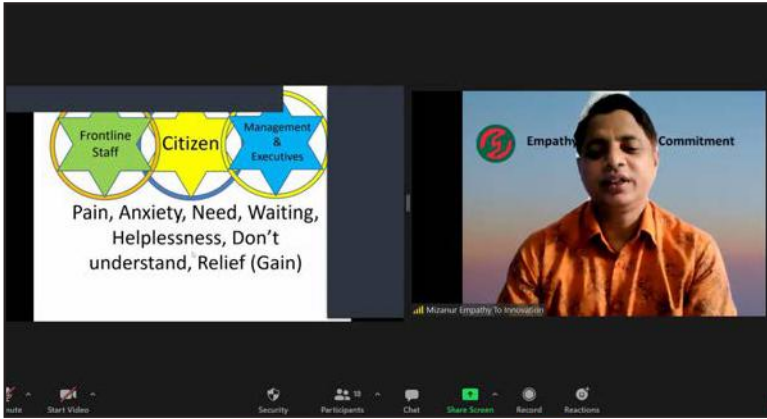 Frontline
Staff
Citizen
Management
&
Executives
Pain, Anxiety, Need, Waiting,
Helplessness, Don't
understand, Relief (Gain)
Empathy
Commitment
Mizanur Empathy To Innovation
Start Video
Security
Participants
18
Chat
Share Screen
Record
Reactions